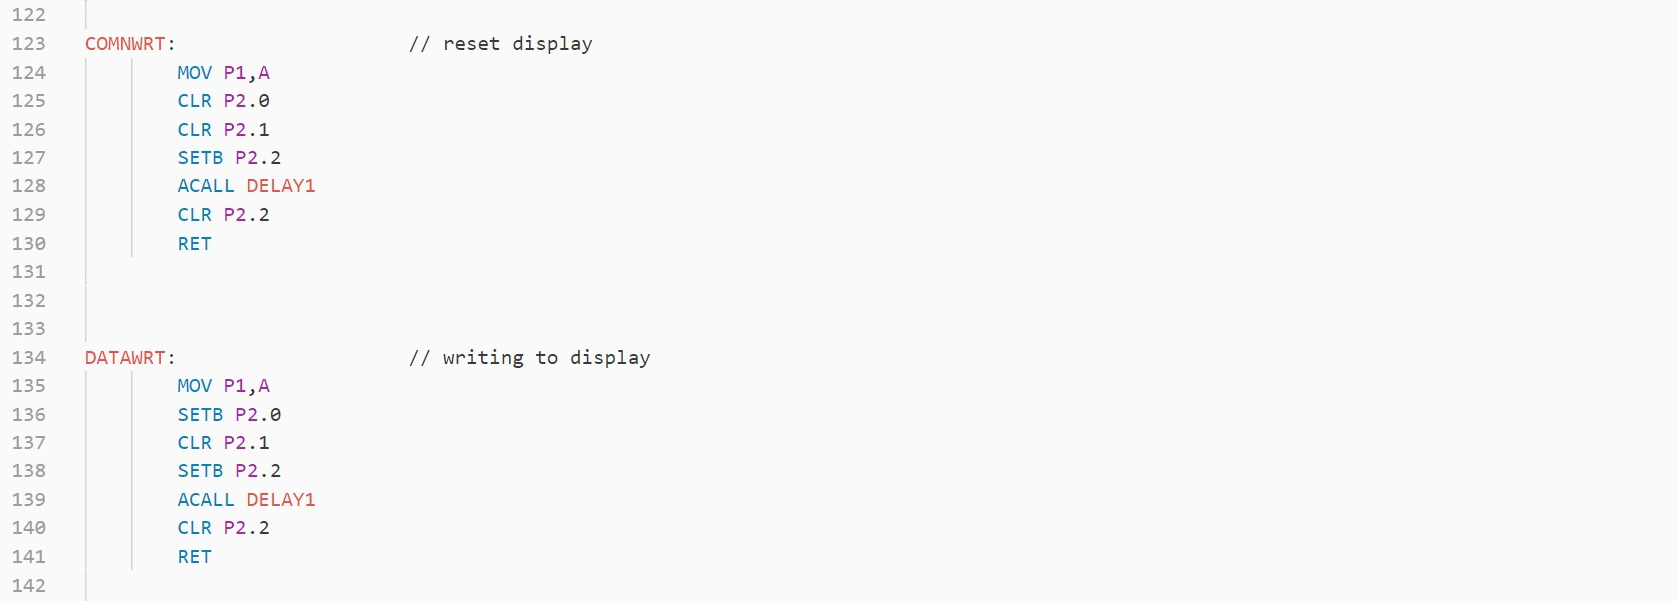 122
123 COMNWRT: // reset display
124 MOV P1,A
125 CLR P2.0
126 CLR P2.1
127 SETB P2.2
128 ACALL DELAY1
129 CLR P2.2
130 RET
131
132
133
134 DATAWRT: // writing to display
135 MOV P1,A
136 SETB P2.0
137 CLR P2.1
138 SETB P2.2
139 ACALL DELAY1
140 CLR P2.2
141 RET
142